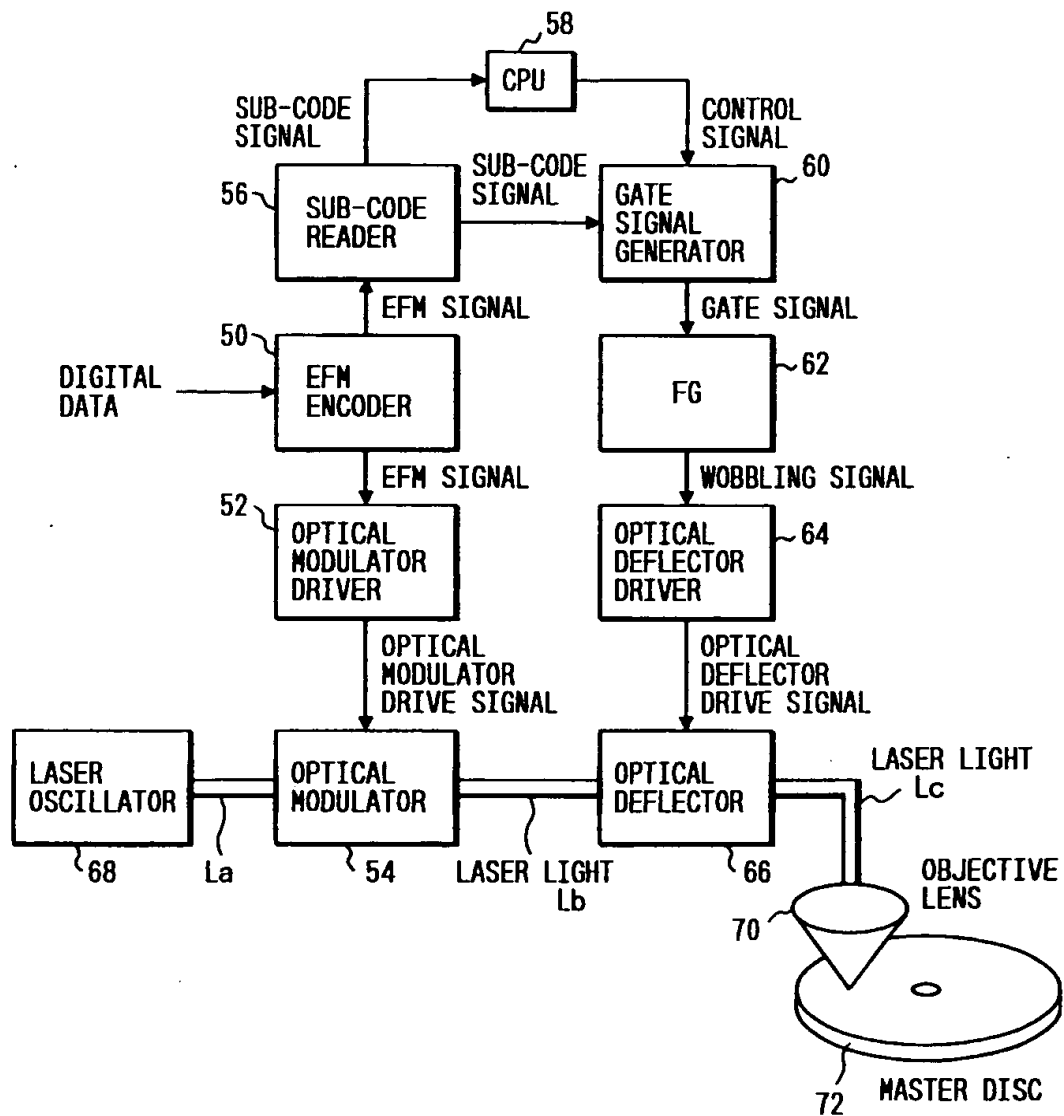 58
CPU
SUB-CODE
SIGNAL
CONTROL
SIGNAL
56
SUB-CODE
READER
SUB-CODE
SIGNAL
60
GATE
SIGNAL
GENERATOR
EFM SIGNAL
GATE SIGNAL
DIGITAL
DATA
50
EFM
ENCODER
62
FG
EFM SIGNAL
WOBBLING SIGNAL
52
OPTICAL
MODULATOR
DRIVER
64
OPTICAL
DEFLECTOR
DRIVER
OPTICAL
MODULATOR
DRIVE SIGNAL
OPTICAL
DEFLECTOR
DRIVE SIGNAL
LASER
OSCILLATOR
68
La
OPTICAL
MODULATOR
54
LASER LIGHT
Lb
OPTICAL
DEFLECTOR
66
LASER LIGHT
Lc
OBJECTIVE
LENS
70
72
MASTER DISC